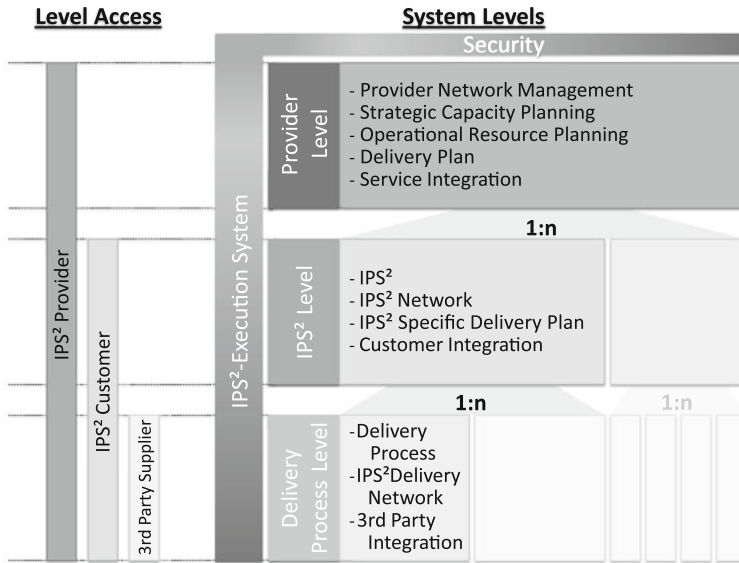 Level Access
System Levels
Security
IPS²-Execution System
Provider
Level
- Provider Network Management
- Strategic Capacity Planning
- Operational Resource Planning
- Delivery Plan
- Service Integration
1:n
IPS² Provider
IPS² Level
- IPS²
- IPS² Network
- IPS² Specific Delivery Plan
- Customer Integration
IPS² Customer
1:n
1:n
3rd Party Supplier
Delivery
Process Level
-Delivery
Process
-IPS²Delivery
Network
-3rd Party
Integration